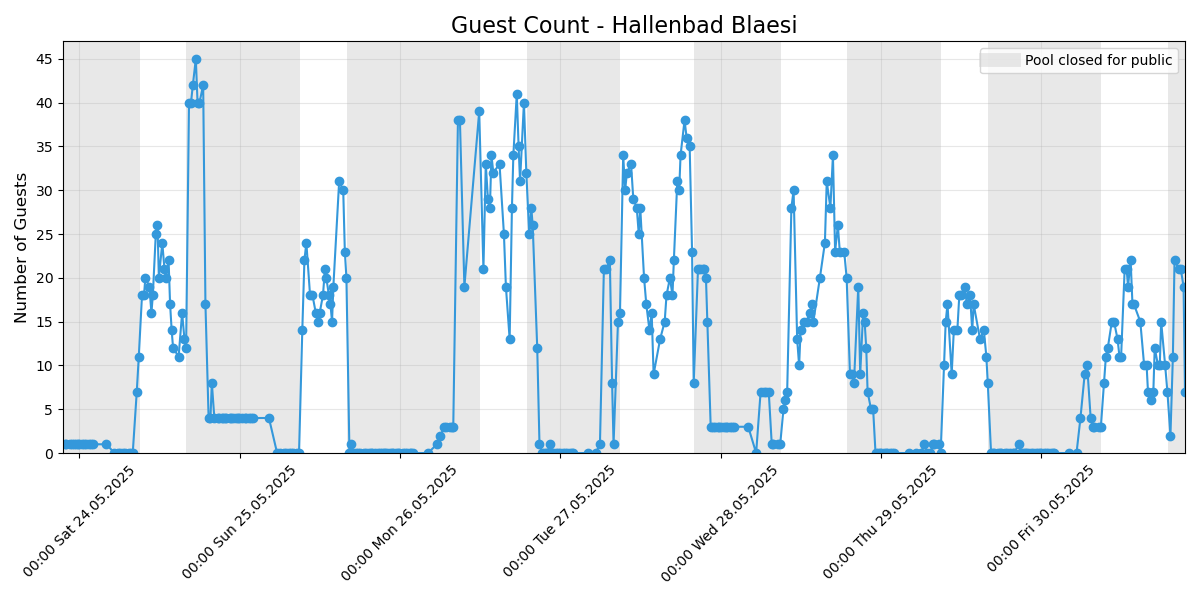 Guest Count - Hallenbad Blaesi
Pool closed for public
Number of Guests
45
40
35
30
25
20
15
10
5
0
00:00 Sat 24.05.2025
00:00 Sun 25.05.2025
00:00 Mon 26.05.2025
00:00 Tue 27.05.2025
00:00 Wed 28.05.2025
00:00 Thu 29.05.2025
00:00 Fri 30.05.2025